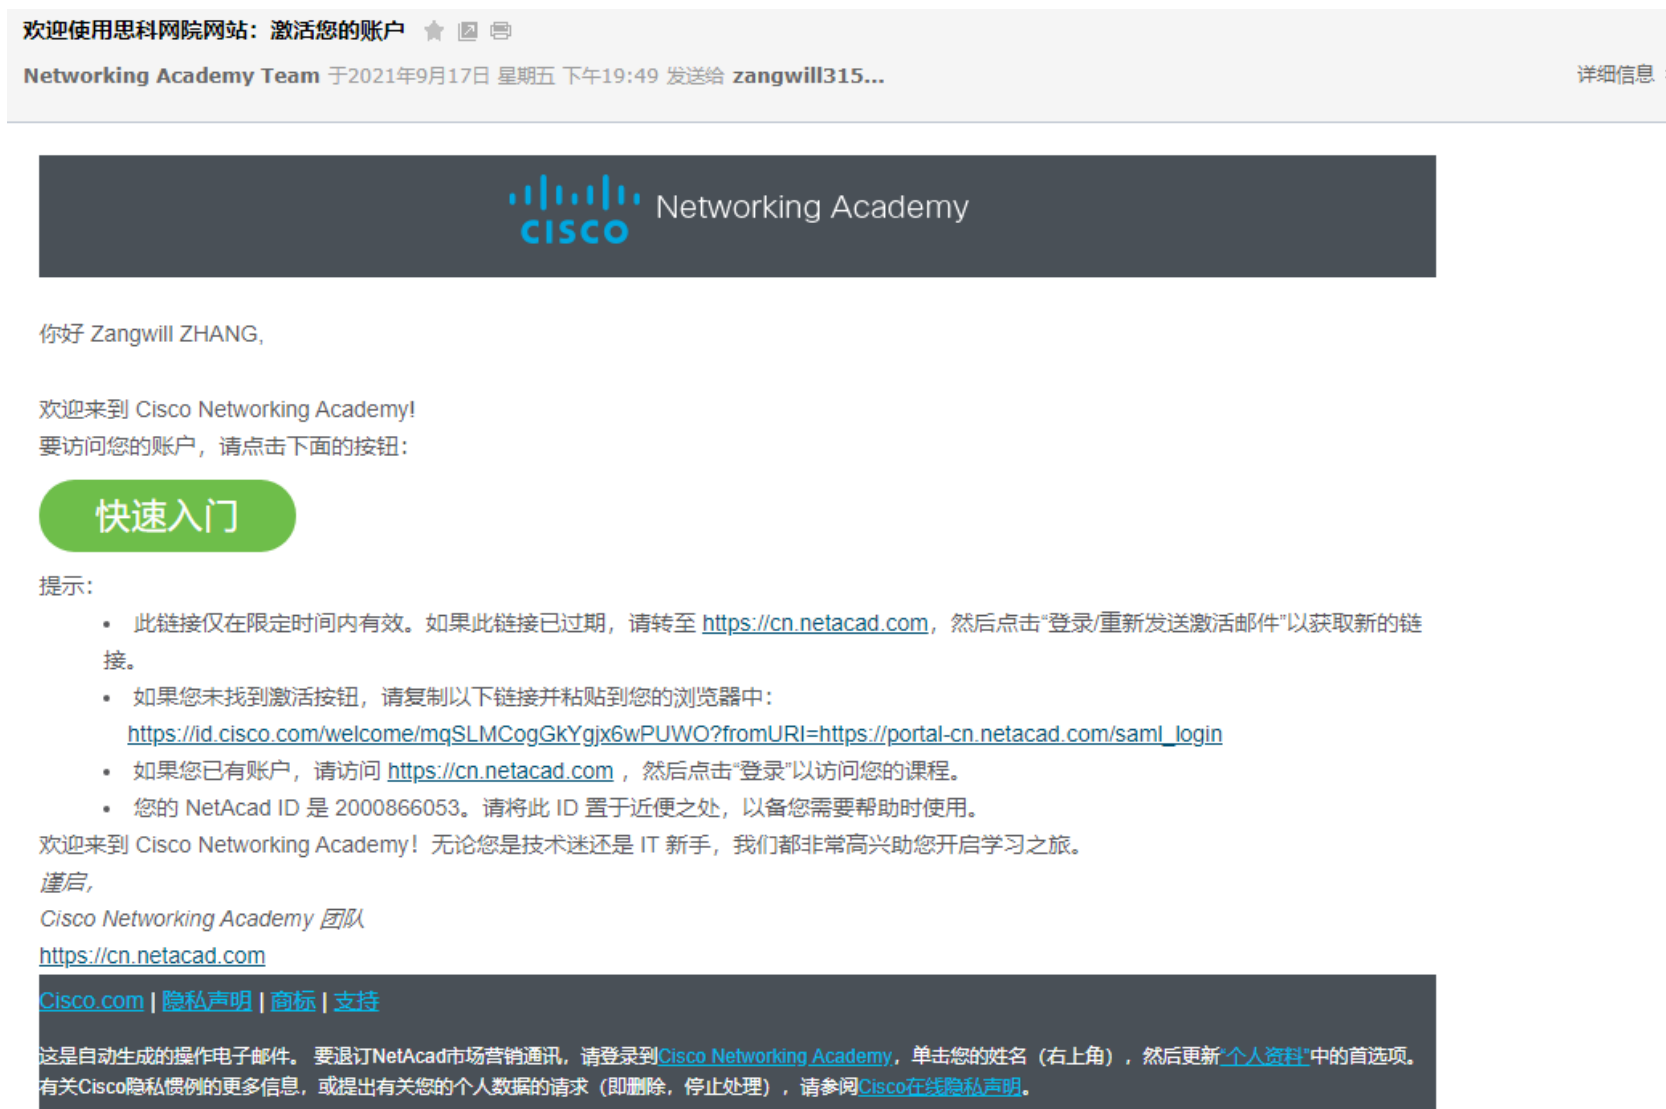 欢迎使用思科网院网站：激活您的账户
Networking Academy Team 于2021年9月17日 星期五 下午19:49 发送给 zangwill315...
详细信息
CISCO Networking Academy
你好 Zangwill ZHANG,
欢迎来到 Cisco Networking Academy!
要访问您的账户，请点击下面的按钮：
快速入门
提示：
• 此链接仅在限定时间内有效。如果此链接已过期，请转至 https://cn.netacad.com，然后点击“登录/重新发送激活邮件”以获取新的链
接。
• 如果您未找到激活按钮，请复制以下链接并粘贴到您的浏览器中：
https://id.cisco.com/welcome/mqSLMCogGkYgjx6wPUWO?fromURI=https://portal-cn.netacad.com/saml_login
• 如果您已有账户，请访问 https://cn.netacad.com ，然后点击“登录”以访问您的课程。
• 您的 NetAcad ID 是 2000866053。请将此 ID 置于近便之处，以备您需要帮助时使用。
欢迎来到 Cisco Networking Academy！无论您是技术迷还是 IT 新手，我们都非常高兴助您开启学习之旅。
谨启,
Cisco Networking Academy 团队
https://cn.netacad.com
Cisco.com | 隐私声明 | 商标 | 支持
这是自动生成的操作电子邮件。 要退订NetAcad市场营销通讯，请登录到Cisco Networking Academy，单击您的姓名（右上角），然后更新“个人资料”中的首选项。
有关Cisco隐私惯例的更多信息，或提出有关您的个人数据的请求（即删除，停止处理），请参阅Cisco在线隐私声明。